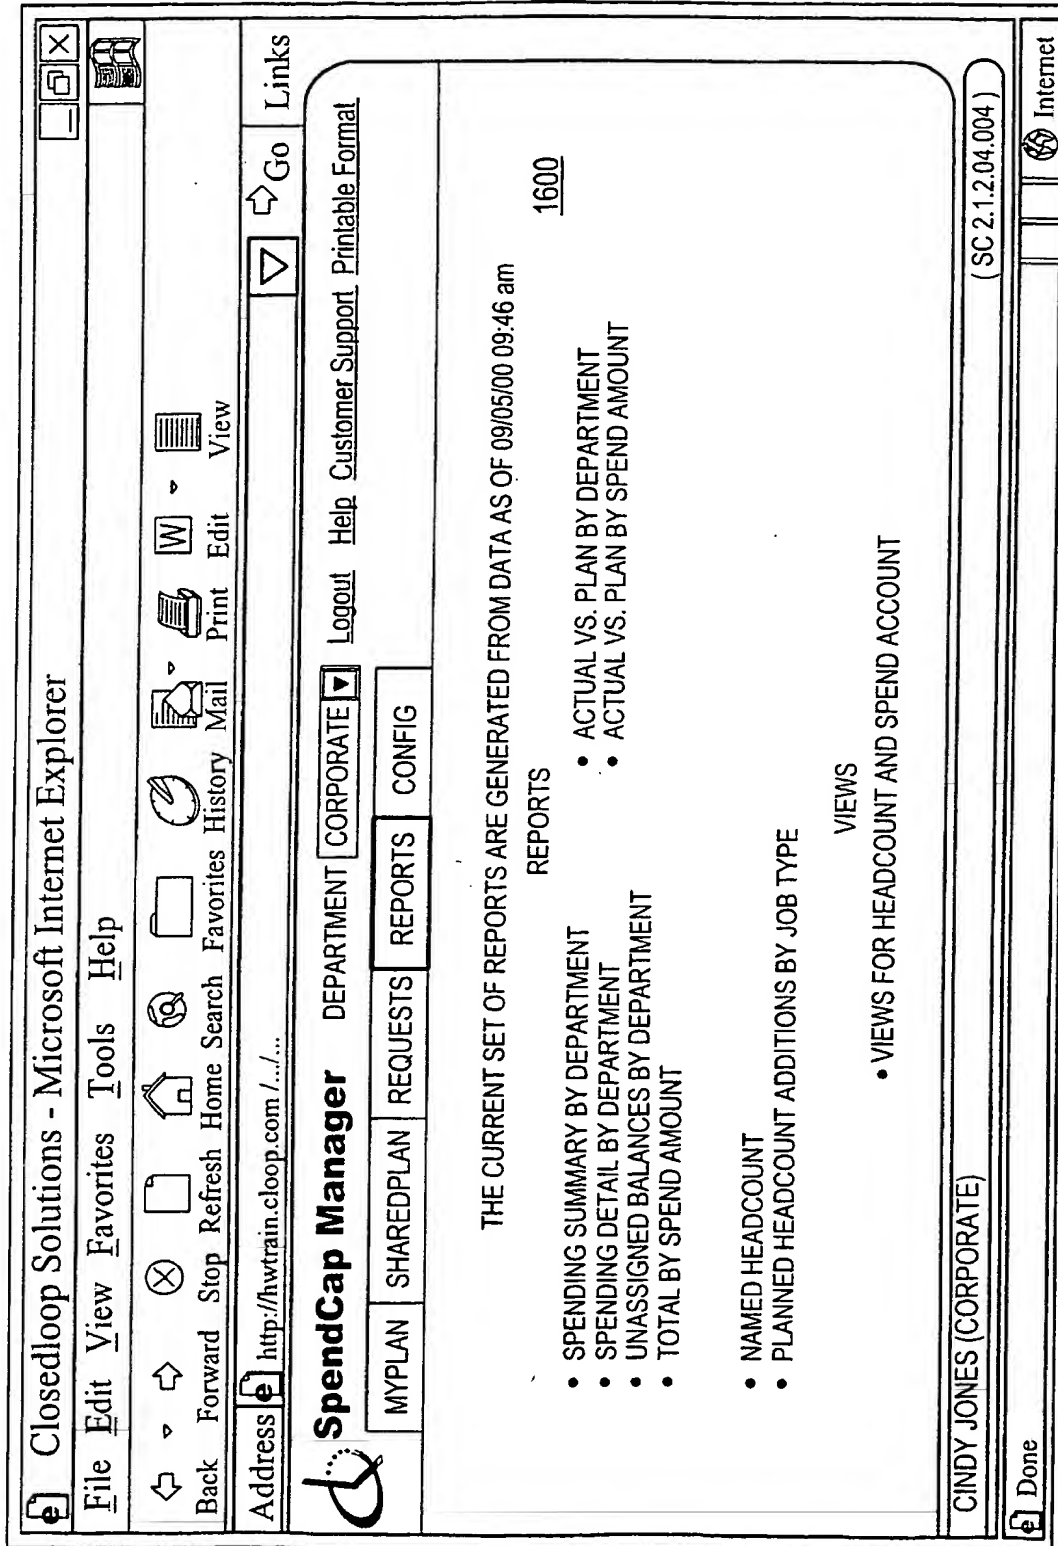 Closedloop Solutions - Microsoft Internet Explorer
File Edit View Favorites Tools Help
Back Forward Stop Refresh Home Search Favorites History Mail Print Edit View
Address http://hwtrain.cloop.com /.../... Go Links
SpendCap Manager DEPARTMENT CORPORATE Logout Help Customer Support Printable Format
MYPLAN SHAREDPLAN REQUESTS REPORTS CONFIG
THE CURRENT SET OF REPORTS ARE GENERATED FROM DATA AS OF 09/05/00 09:46 am
1600
REPORTS
• SPENDING SUMMARY BY DEPARTMENT
• SPENDING DETAIL BY DEPARTMENT
• UNASSIGNED BALANCES BY DEPARTMENT
• TOTAL BY SPEND AMOUNT
• ACTUAL VS. PLAN BY DEPARTMENT
• ACTUAL VS. PLAN BY SPEND AMOUNT
• NAMED HEADCOUNT
• PLANNED HEADCOUNT ADDITIONS BY JOB TYPE
VIEWS
• VIEWS FOR HEADCOUNT AND SPEND ACCOUNT
CINDY JONES (CORPORATE) ( SC 2.1.2.04.004 )
Done Internet